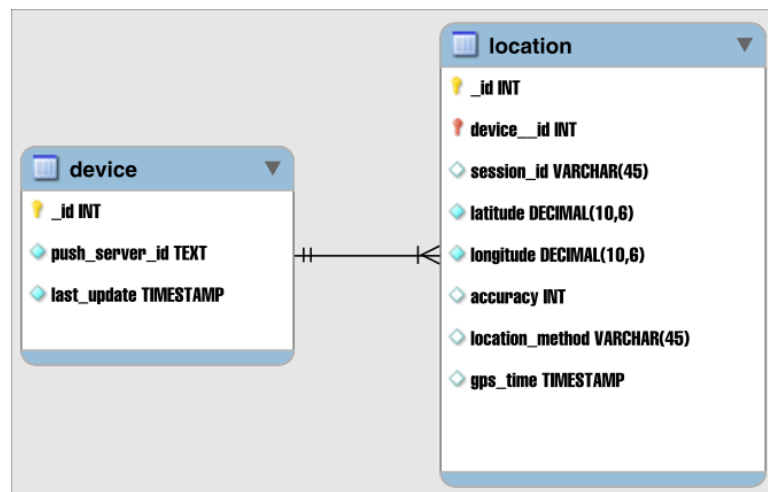 device
_id INT
push_server_id TEXT
last_update TIMESTAMP
location
_id INT
device__id INT
session_id VARCHAR(45)
latitude DECIMAL(10,6)
longitude DECIMAL(10,6)
accuracy INT
location_method VARCHAR(45)
gps_time TIMESTAMP